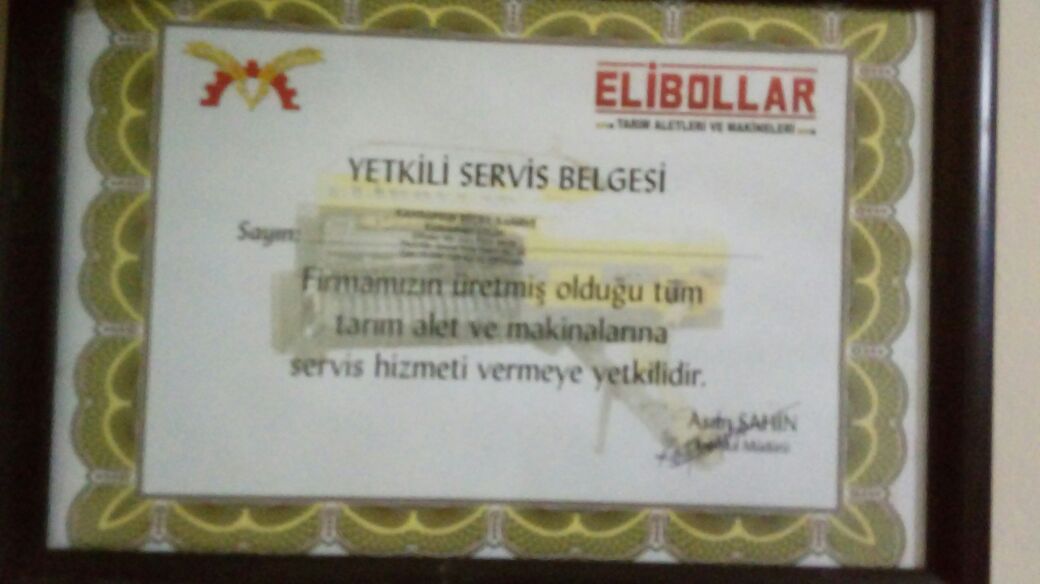 ELİBOLLAR
TARIM ALETLERİ VE MAKİNELERİ
YETKİLİ SERVİS BELGESİ
Sayın:
Firmamızın üretmiş olduğu tüm
tarım alet ve makinalarına
servis hizmeti vermeye yetkilidir.
ŞAHİN
Müdürü